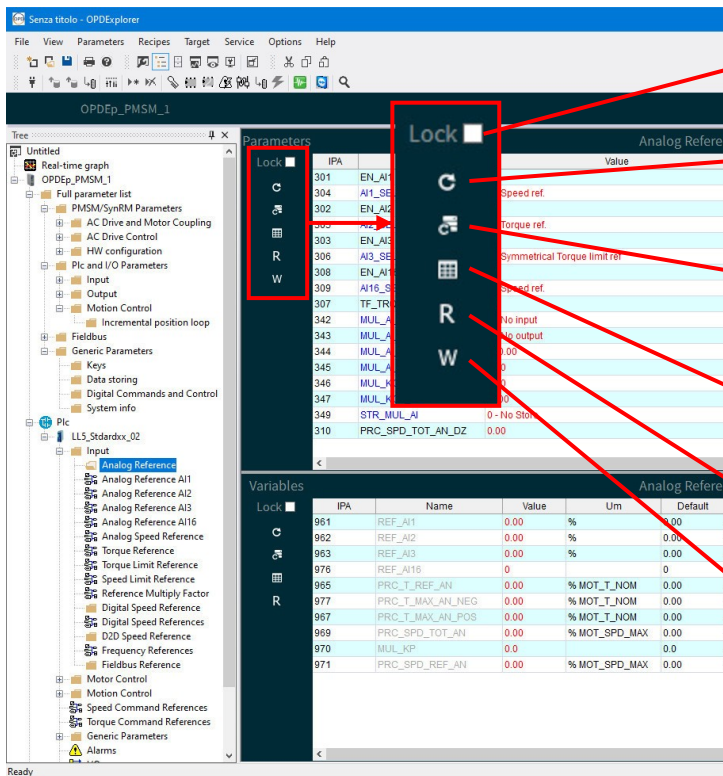 Senza titolo - OPDExplorer
File View Parameters Recipes Target Service Options Help
OPDEp_PMSM_1
Tree
Untitled
Real-time graph
OPDEp_PMSM_1
Full parameter list
PMSM/SynRM Parameters
AC Drive and Motor Coupling
AC Drive Control
HW configuration
Plc and I/O Parameters
Input
Output
Motion Control
Incremental position loop
Fieldbus
Generic Parameters
Keys
Data storing
Digital Commands and Control
System info
Plc
LL5_Stdardxx_02
Input
Analog Reference
Analog Reference AI1
Analog Reference AI2
Analog Reference AI3
Analog Reference AI16
Analog Speed Reference
Torque Reference
Torque Limit Reference
Speed Limit Reference
Reference Multiply Factor
Digital Speed Reference
Digital Speed References
D2D Speed Reference
Frequency References
Fieldbus Reference
Motor Control
Motion Control
Speed Command References
Torque Command References
Generic Parameters
Alarms
Parameters
Analog Refere
Lock
R
W
Lock
R
W
IPA Value
301 EN_AI1
304 AI1_SE Speed ref.
302 EN_AI2
Torque ref.
303 EN_AI3
306 AI3_SE Symmetrical Torque limit ref
308 EN_AI1
309 AI16_S Speed ref.
307 TF_TR
342 MUL_A No input
343 MUL_A No output
344 MUL_A
345 MUL_A
346 MUL_K
347 MUL_K
349 STR_MUL_AI 0 - No Stor
310 PRC_SPD_TOT_AN_DZ 0.00
Variables
Analog Refere
Lock
R
IPA Name Value Um Default
961 REF_AI1 0.00 % 0.00
962 REF_AI2 0.00 % 0.00
963 REF_AI3 0.00 % 0.00
976 REF_AI16 0 0
965 PRC_T_REF_AN 0.00 % MOT_T_NOM 0.00
977 PRC_T_MAX_AN_NEG 0.00 % MOT_T_NOM 0.00
967 PRC_T_MAX_AN_POS 0.00 % MOT_T_NOM 0.00
969 PRC_SPD_TOT_AN 0.00 % MOT_SPD_MAX 0.00
970 MUL_KP 0.0 0.0
971 PRC_SPD_REF_AN 0.00 % MOT_SPD_MAX 0.00
Ready